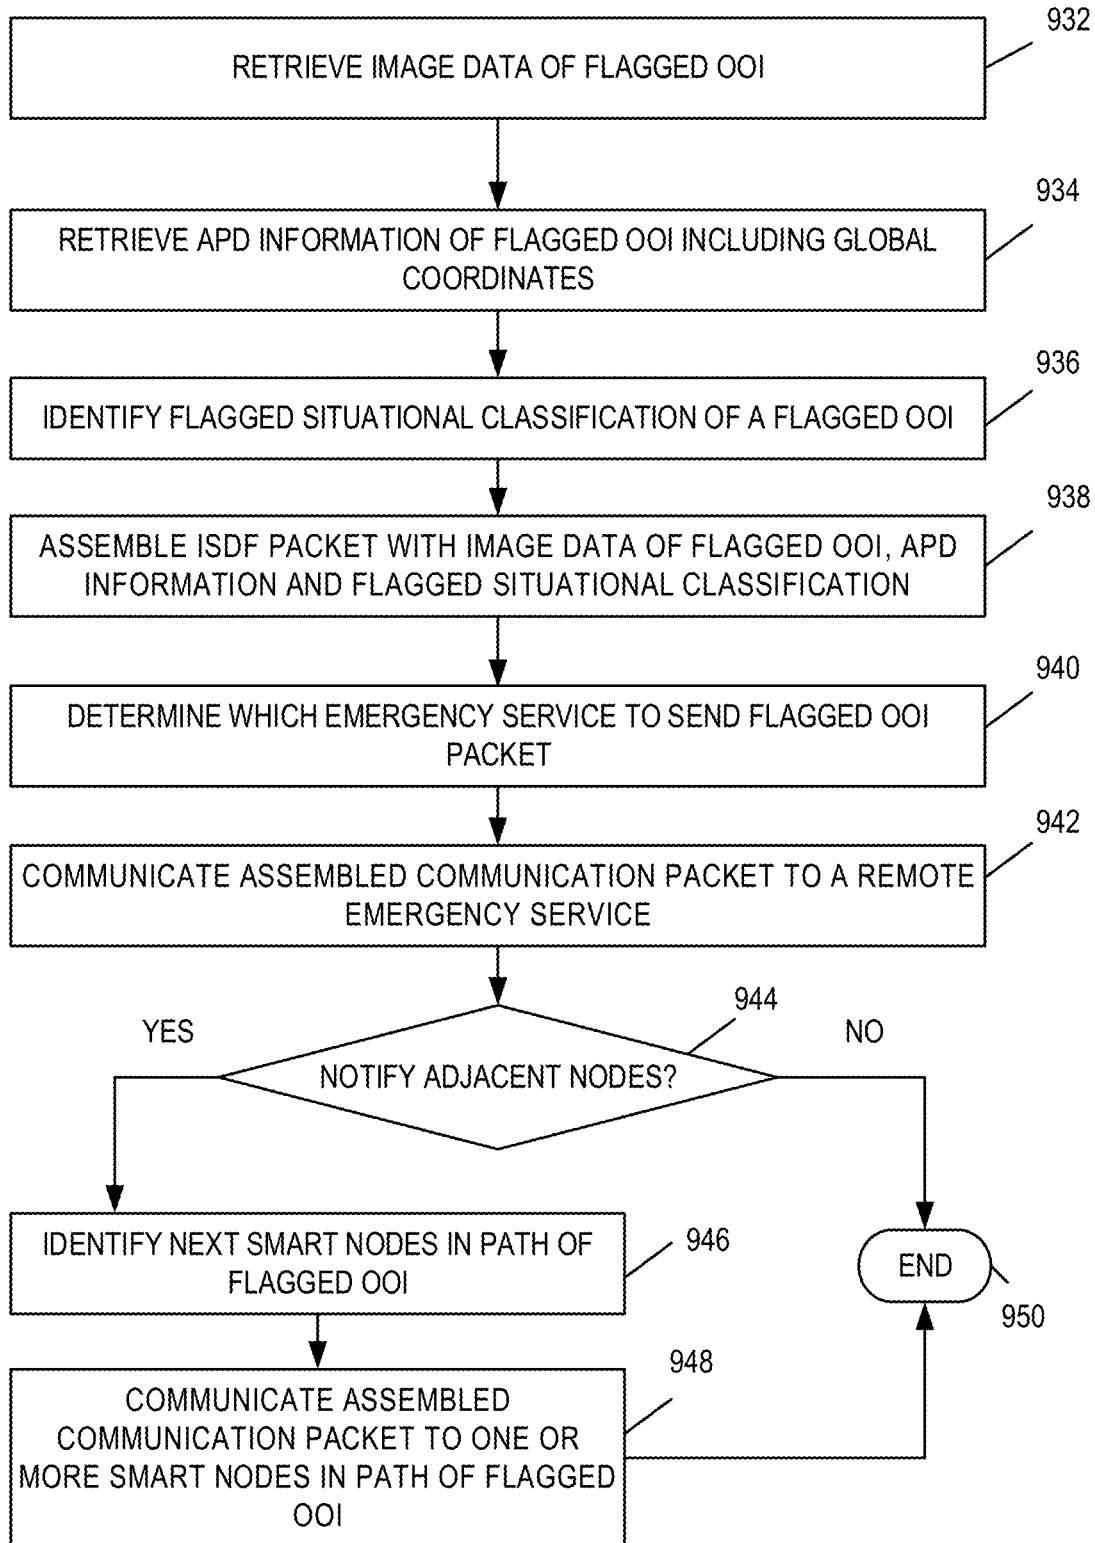 932
RETRIEVE IMAGE DATA OF FLAGGED OOI
934
RETRIEVE APD INFORMATION OF FLAGGED OOI INCLUDING GLOBAL
COORDINATES
936
IDENTIFY FLAGGED SITUATIONAL CLASSIFICATION OF A FLAGGED OOI
938
ASSEMBLE ISDF PACKET WITH IMAGE DATA OF FLAGGED OOI, APD
INFORMATION AND FLAGGED SITUATIONAL CLASSIFICATION
940
DETERMINE WHICH EMERGENCY SERVICE TO SEND FLAGGED OOI
PACKET
942
COMMUNICATE ASSEMBLED COMMUNICATION PACKET TO A REMOTE
EMERGENCY SERVICE
944
YES
NO
NOTIFY ADJACENT NODES?
946
IDENTIFY NEXT SMART NODES IN PATH OF
FLAGGED OOI
END
950
948
COMMUNICATE ASSEMBLED
COMMUNICATION PACKET TO ONE OR
MORE SMART NODES IN PATH OF FLAGGED
OOI